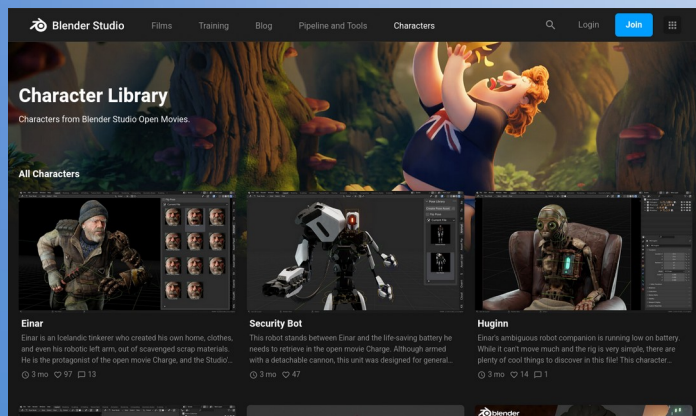 Blender Studio Films Training Blog Pipeline and Tools Characters Login Join
Character Library
Characters from Blender Studio Open Movies.
All Characters
Einar
Einar is an Icelandic tinkerer who created his own home, clothes,
and even his robotic left arm, out of scavenged scrap materials.
He is the protagonist of the open movie Charge, and the Studio'...
3 mo 97 13
Security Bot
This robot stands between Einar and the life-saving battery he
needs to retrieve in the open movie Charge. Although armed
with a detachable cannon, this unit was designed for general...
3 mo 47
Huginn
Einar's ambiguous robot companion is running low on battery.
While it can't move much and the rig is very simple, there are
plenty of cool things to discover in this file! This character...
3 mo 14 1
blender